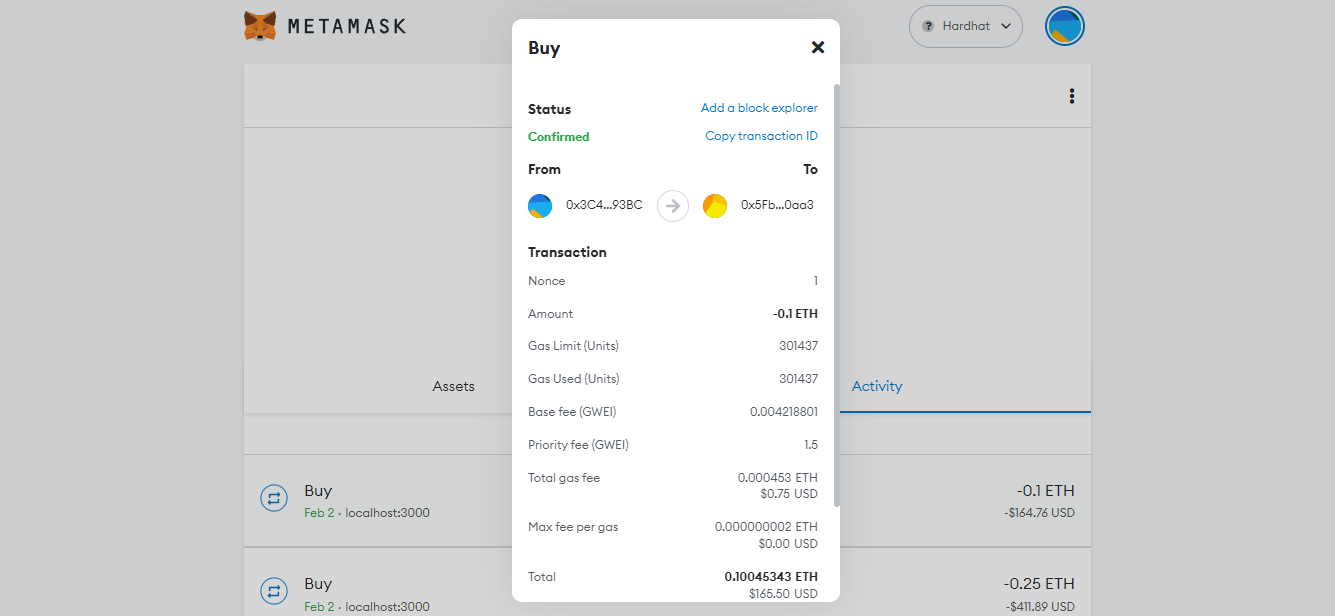 METAMASK
? Hardhat
Buy
Status Add a block explorer
Confirmed Copy transaction ID
From To
0x3C4...93BC 0x5Fb...0aa3
Transaction
Nonce 1
Amount -0.1 ETH
Gas Limit (Units) 301437
Gas Used (Units) 301437
Base fee (GWEI) 0.004218801
Priority fee (GWEI) 1.5
Total gas fee 0.000453 ETH
$0.75 USD
Max fee per gas 0.000000002 ETH
$0.00 USD
Total 0.10045343 ETH
$165.50 USD
Assets Activity
Buy -0.1 ETH
Feb 2 · localhost:3000 -$164.76 USD
Buy -0.25 ETH
Feb 2 · localhost:3000 -$411.89 USD